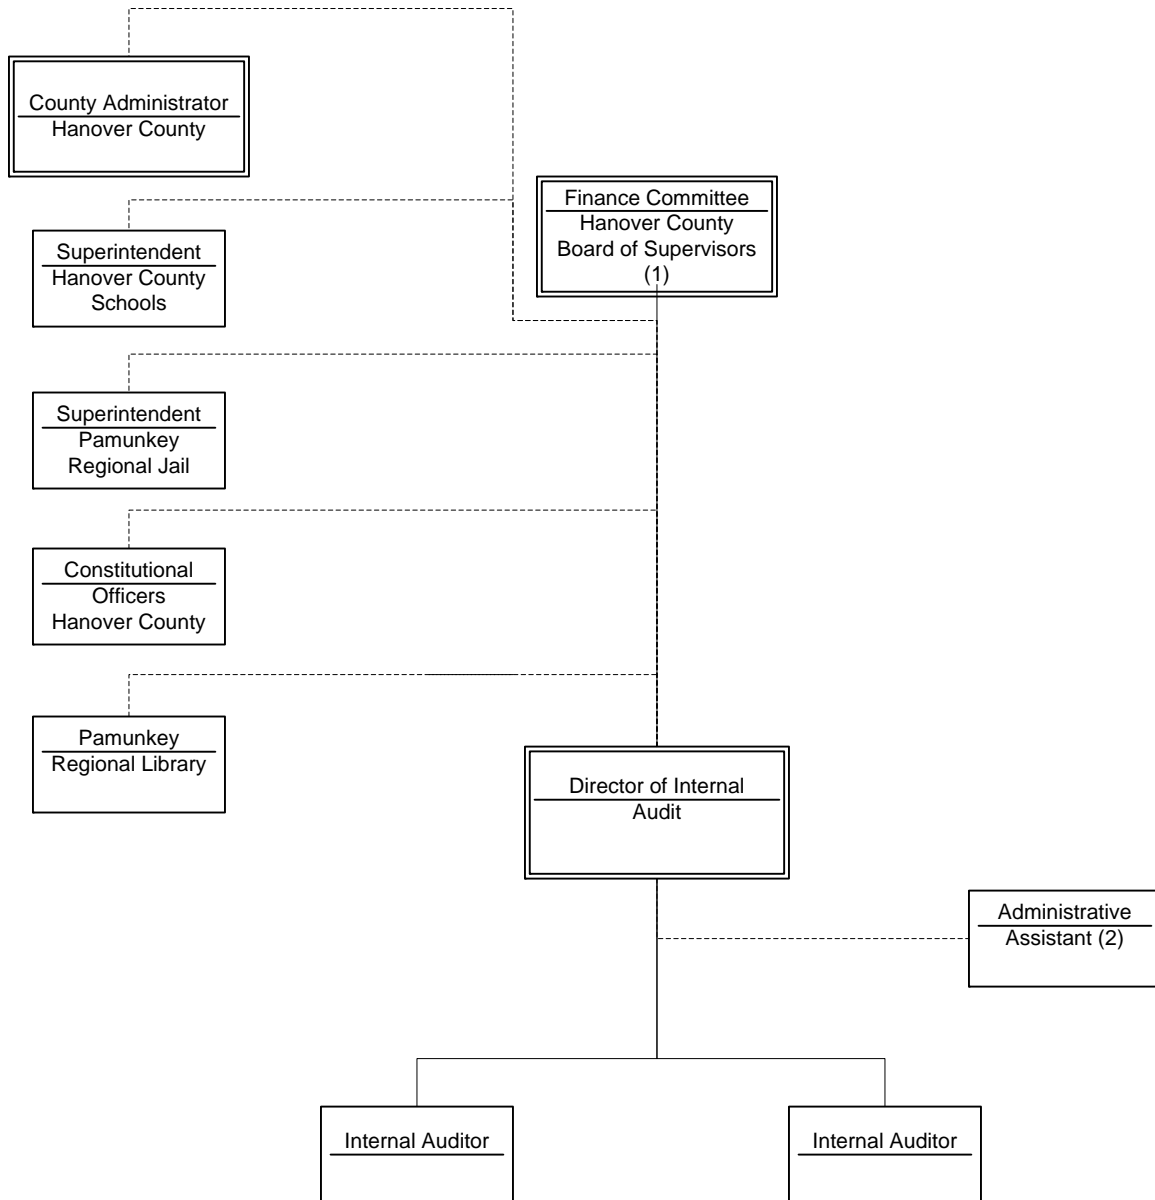 County Administrator
Hanover County
Finance Committee
Hanover County
Board of Supervisors
(1)
Superintendent
Hanover County
Schools
Superintendent
Pamunkey
Regional Jail
Constitutional
Officers
Hanover County
Pamunkey
Regional Library
Director of Internal
Audit
Administrative
Assistant (2)
Internal Auditor
Internal Auditor